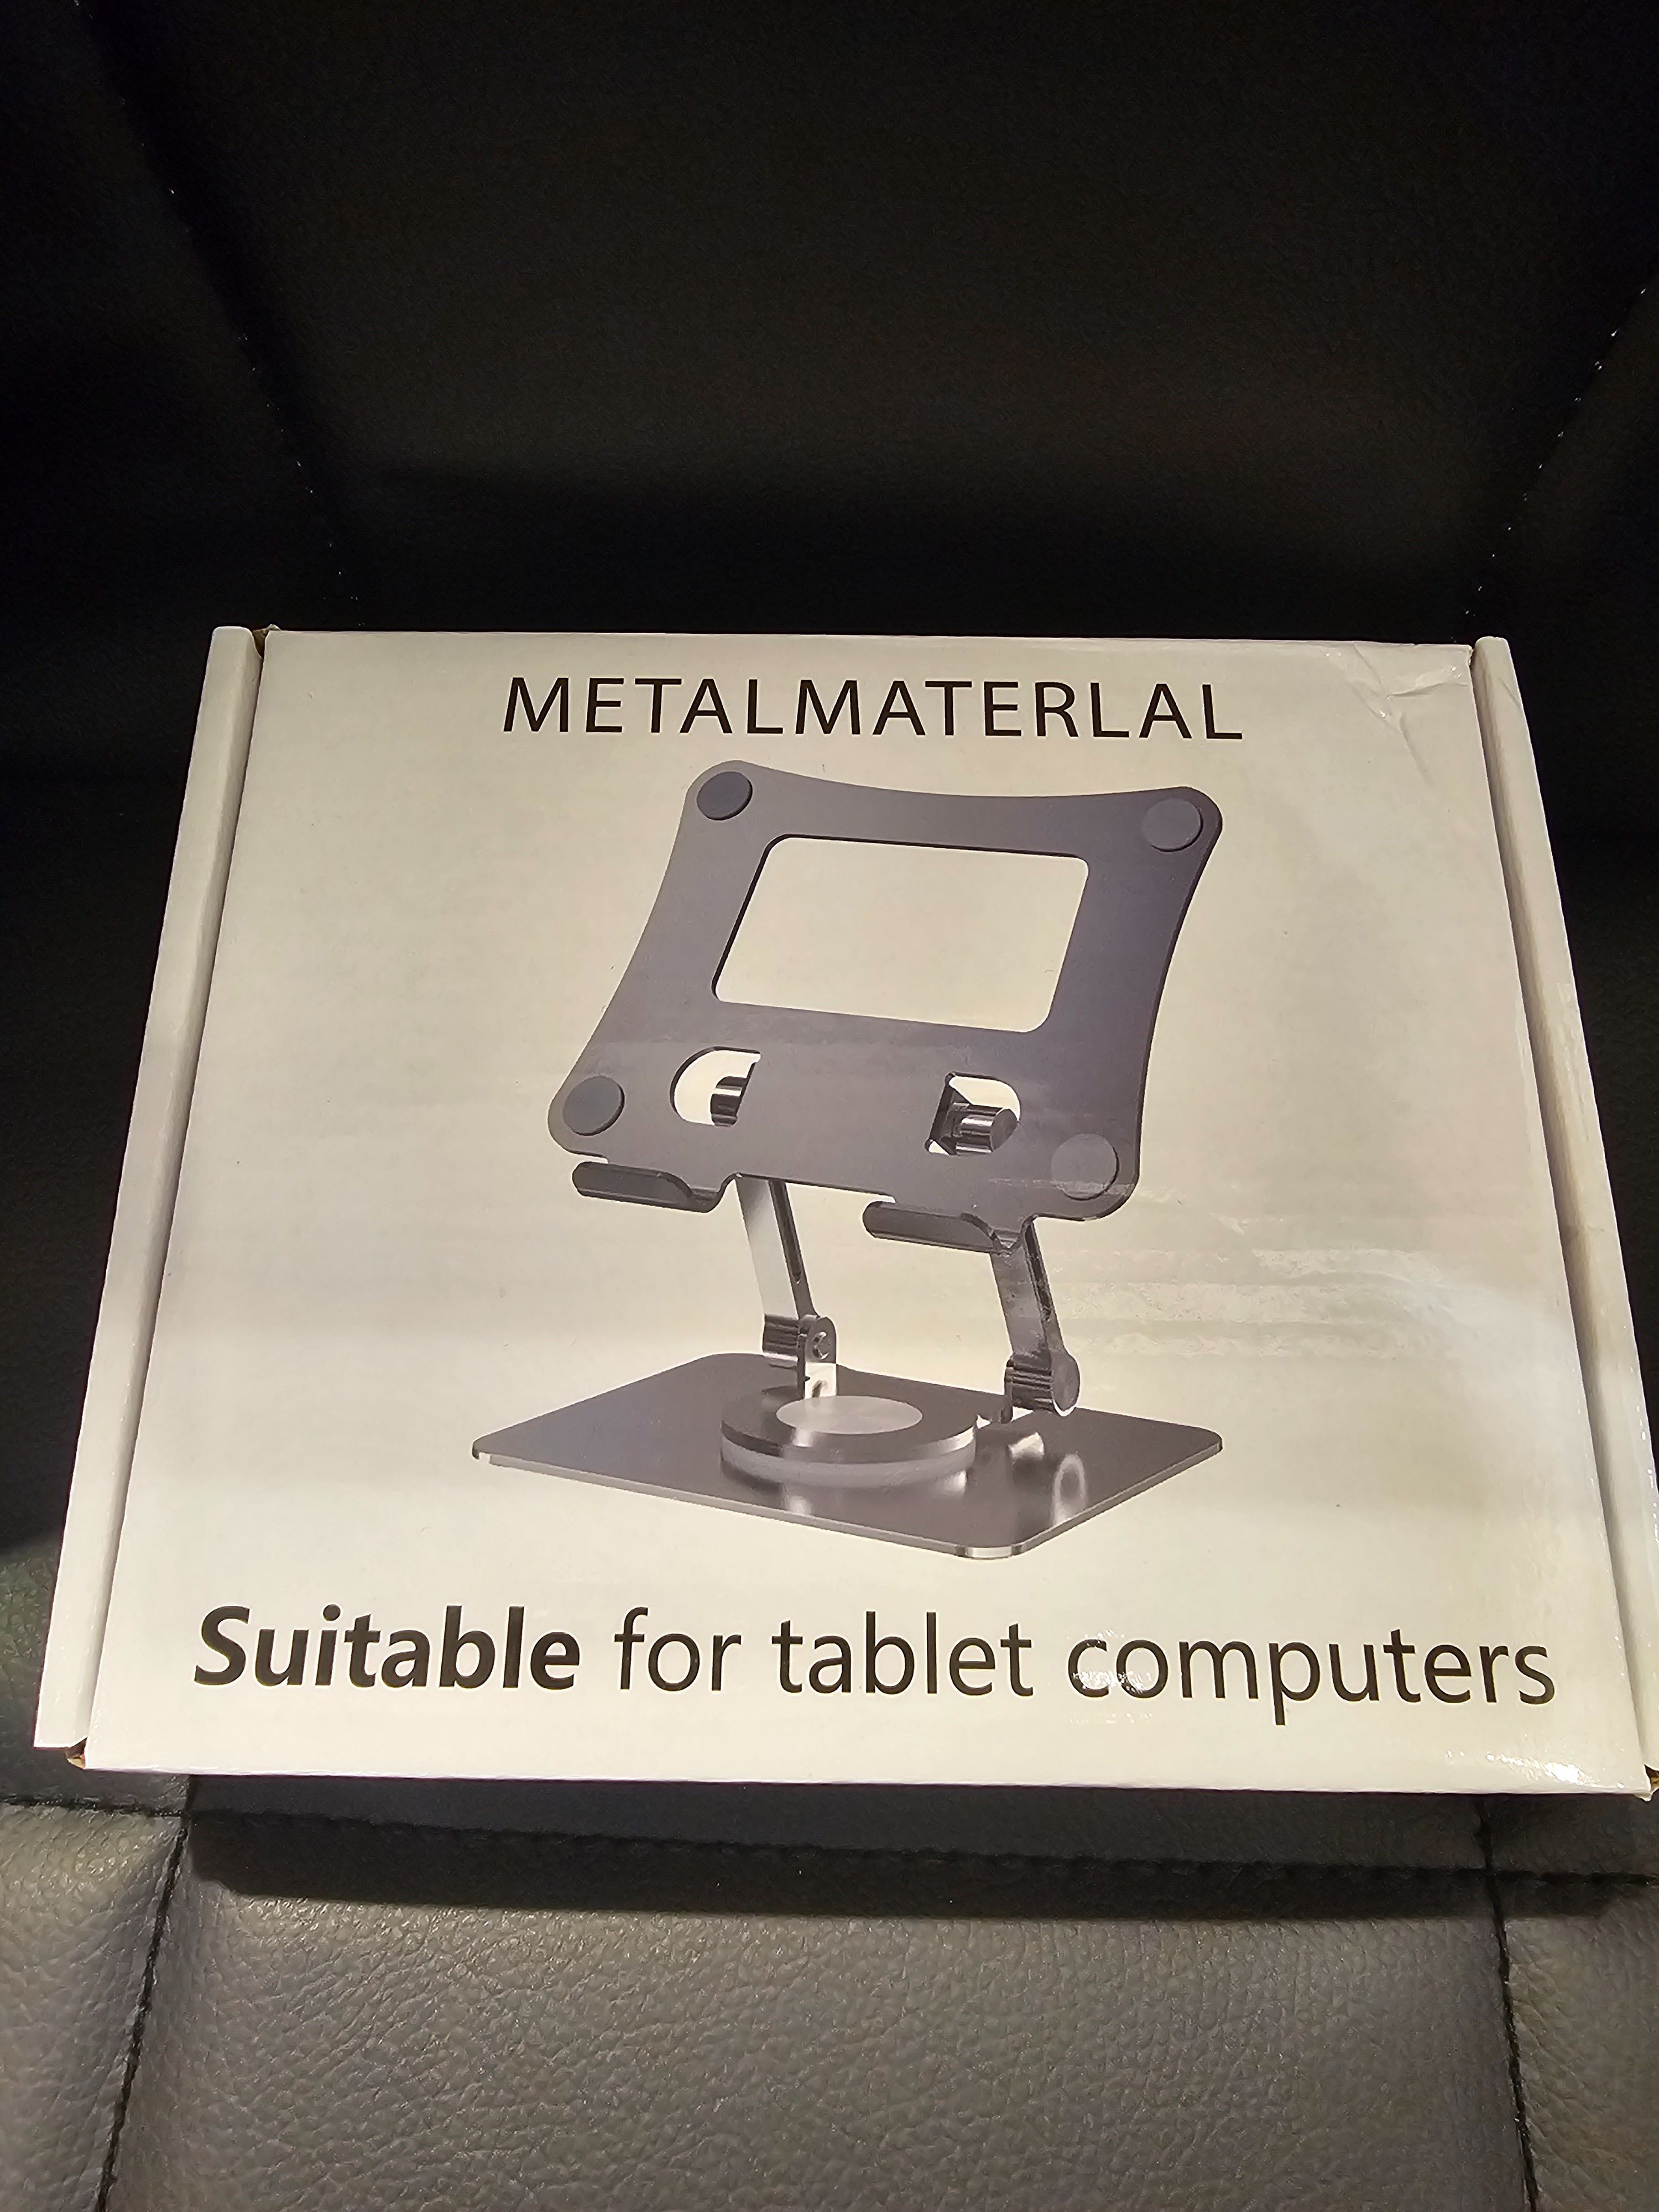 METALMATERLAL
Suitable for tablet computers